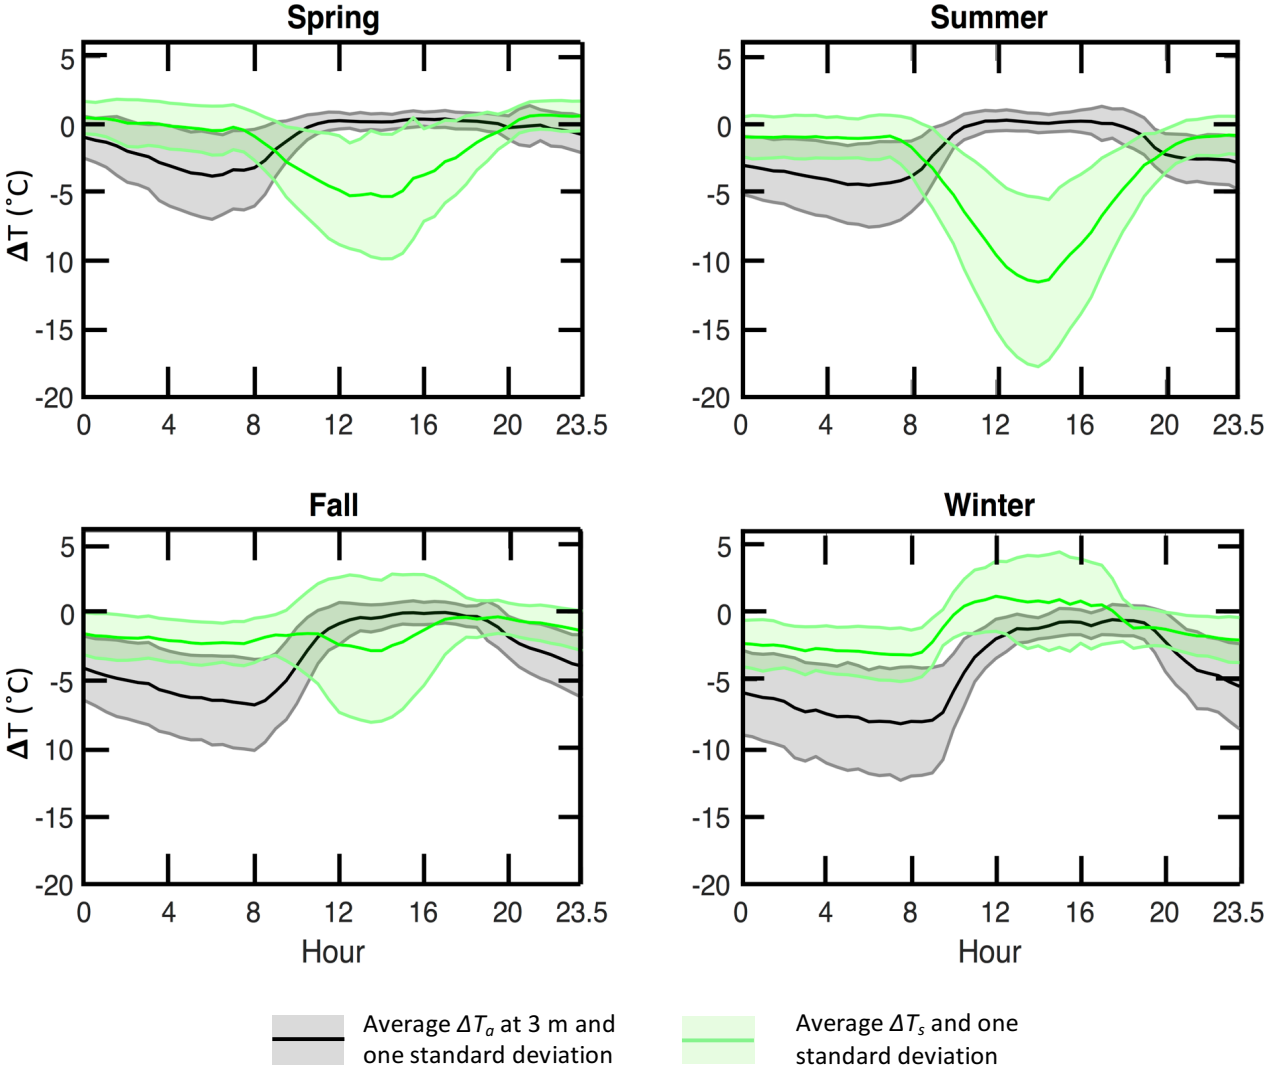 Spring
5
0
-5
10
-15
-20
0 4 8 12 16 20 23.5
ΔT (˚C)
Summer
5
0
-5
-10
-15
-20
0 4 8 12 16 20 23.5
Fall
5
0
-5
10
-15
-20
0 4 8 12 16 20 23.5
Hour
ΔT (˚C)
Winter
5
0
-5
-10
-15
-20
0 4 8 12 16 20 23.5
Hour
Average ΔTa at 3 m and
one standard deviation
Average ΔTs and one
standard deviation